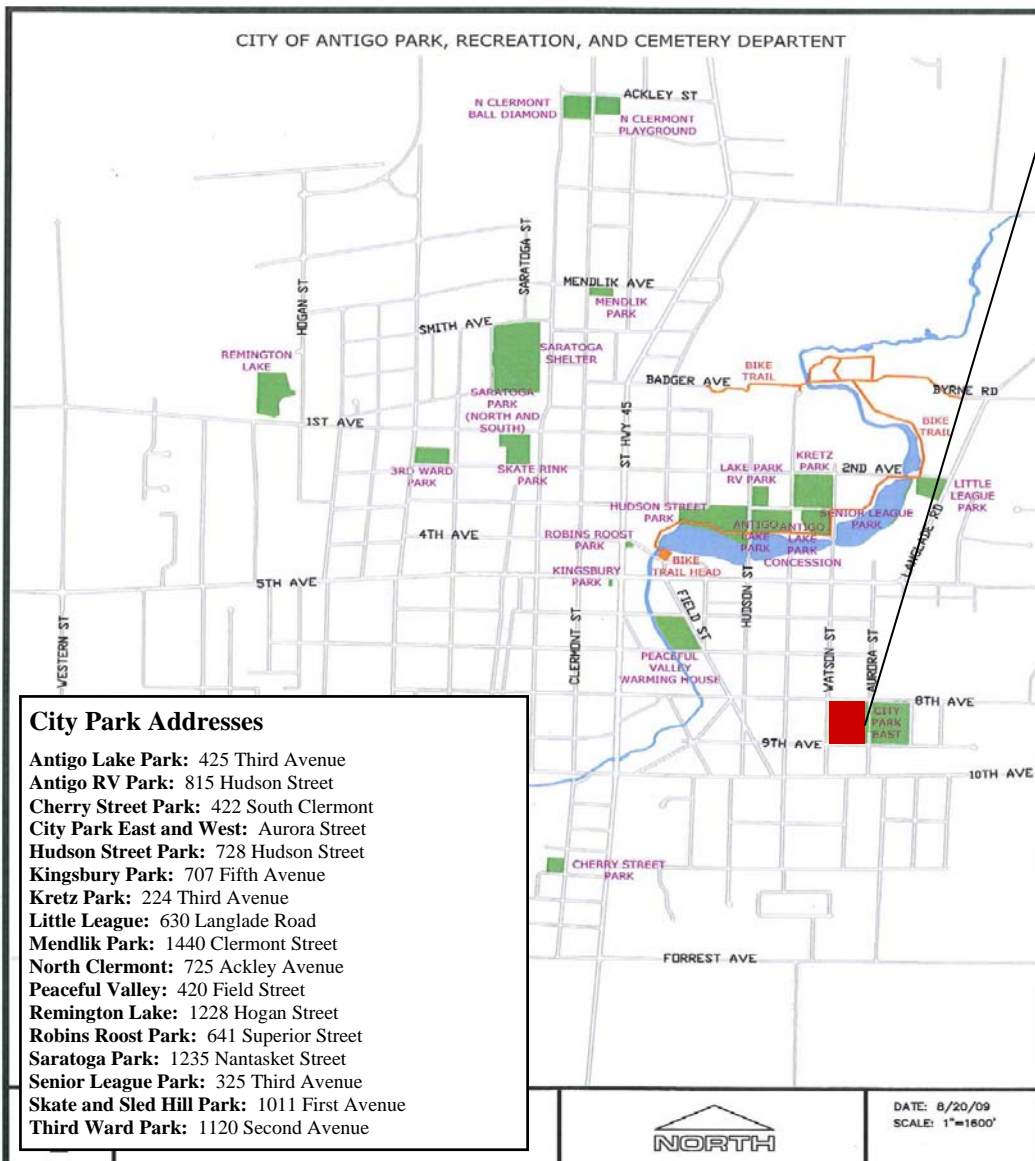 CITY OF ANTIGO PARK, RECREATION, AND CEMETERY DEPARTENT
ACKLEY ST
N CLERMONT
BALL DIAMOND
N CLERMONT
PLAYGROUND
SARATOGA ST
HOGAN ST
MENDLIK AVE
MENDLIK
PARK
SMITH AVE
SARATOGA
SHELTER
REMINGTON
LAKE
BIKE
TRAIL
BADGER AVE
BYRNE RD
SARATOGA
PARK
(NORTH AND
SOUTH)
1ST AVE
ST HWY 45
BIKE
TRAIL
KRETZ
PARK
2ND AVE
LAKE PARK
RV PARK
3RD WARD
PARK
SKATE RINK
PARK
LITTLE
LEAGUE
PARK
HUDSON STREET
PARK
SENIOR LEAGUE
PARK
LANGLADE RD
ANTIGO
LAKE
PARK
ANTIGO
LAKE
PARK
CONCESSION
4TH AVE
ROBINS ROOST
PARK
BIKE
TRAIL HEAD
KINGSBURY
PARK
5TH AVE
HUDSON ST
FIELD ST
WESTERN ST
CLERMONT ST
WATSON ST
AURORA ST
PEACEFUL
VALLEY
WARMING HOUSE
8TH AVE
CITY
PARK
EAST
9TH AVE
10TH AVE
CHERRY STREET
PARK
FORREST AVE
City Park Addresses
Antigo Lake Park: 425 Third Avenue
Antigo RV Park: 815 Hudson Street
Cherry Street Park: 422 South Clermont
City Park East and West: Aurora Street
Hudson Street Park: 728 Hudson Street
Kingsbury Park: 707 Fifth Avenue
Kretz Park: 224 Third Avenue
Little League: 630 Langlade Road
Mendlik Park: 1440 Clermont Street
North Clermont: 725 Ackley Avenue
Peaceful Valley: 420 Field Street
Remington Lake: 1228 Hogan Street
Robins Roost Park: 641 Superior Street
Saratoga Park: 1235 Nantasket Street
Senior League Park: 325 Third Avenue
Skate and Sled Hill Park: 1011 First Avenue
Third Ward Park: 1120 Second Avenue
NORTH
DATE: 8/20/09
SCALE: 1"=1600'